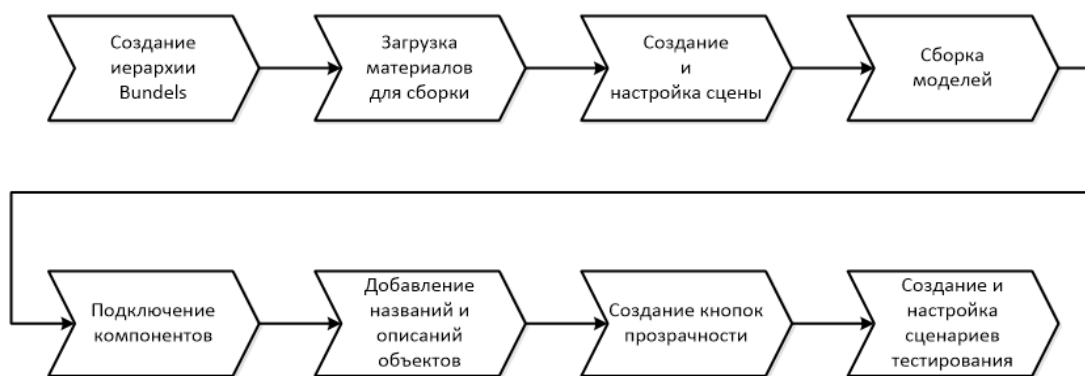 Создание
иерархии
Bundels
Загрузка
материалов
для сборки
Создание
и
настройка сцены
Сборка
моделей
Подключение
компонентов
Добавление
названий и
описаний
объектов
Создание кнопок
прозрачности
Создание и
настройка
сценариев
тестирования